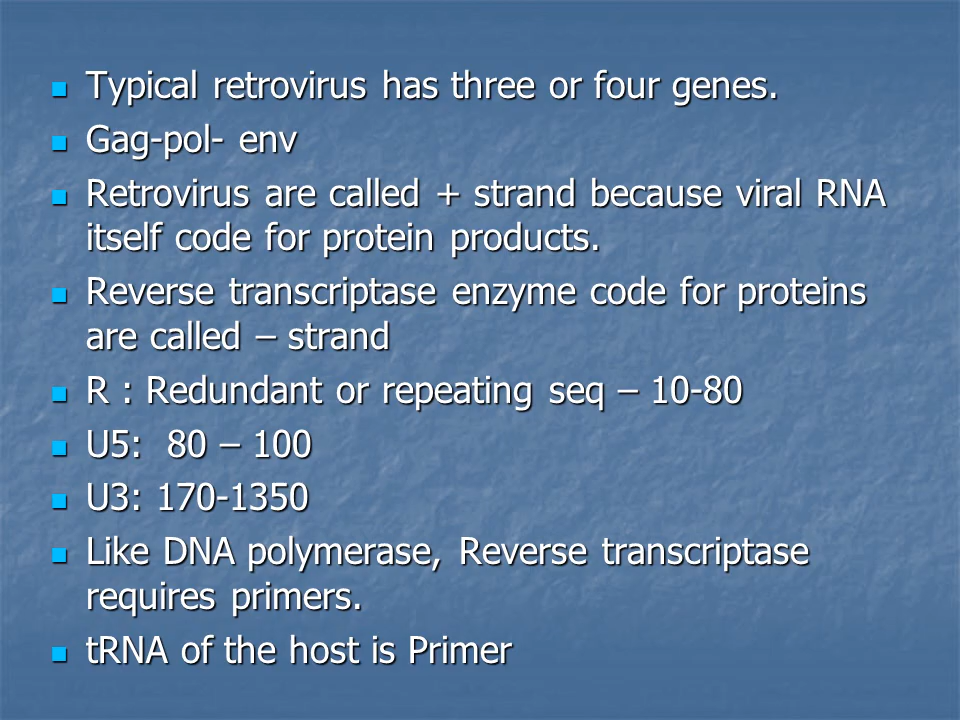 Typical retrovirus has three or four genes.
Gag-pol- env
Retrovirus are called + strand because viral RNA
itself code for protein products.
Reverse transcriptase enzyme code for proteins
are called – strand
R : Redundant or repeating seq – 10-80
U5:  80 – 100
U3: 170-1350
Like DNA polymerase, Reverse transcriptase
requires primers.
tRNA of the host is Primer